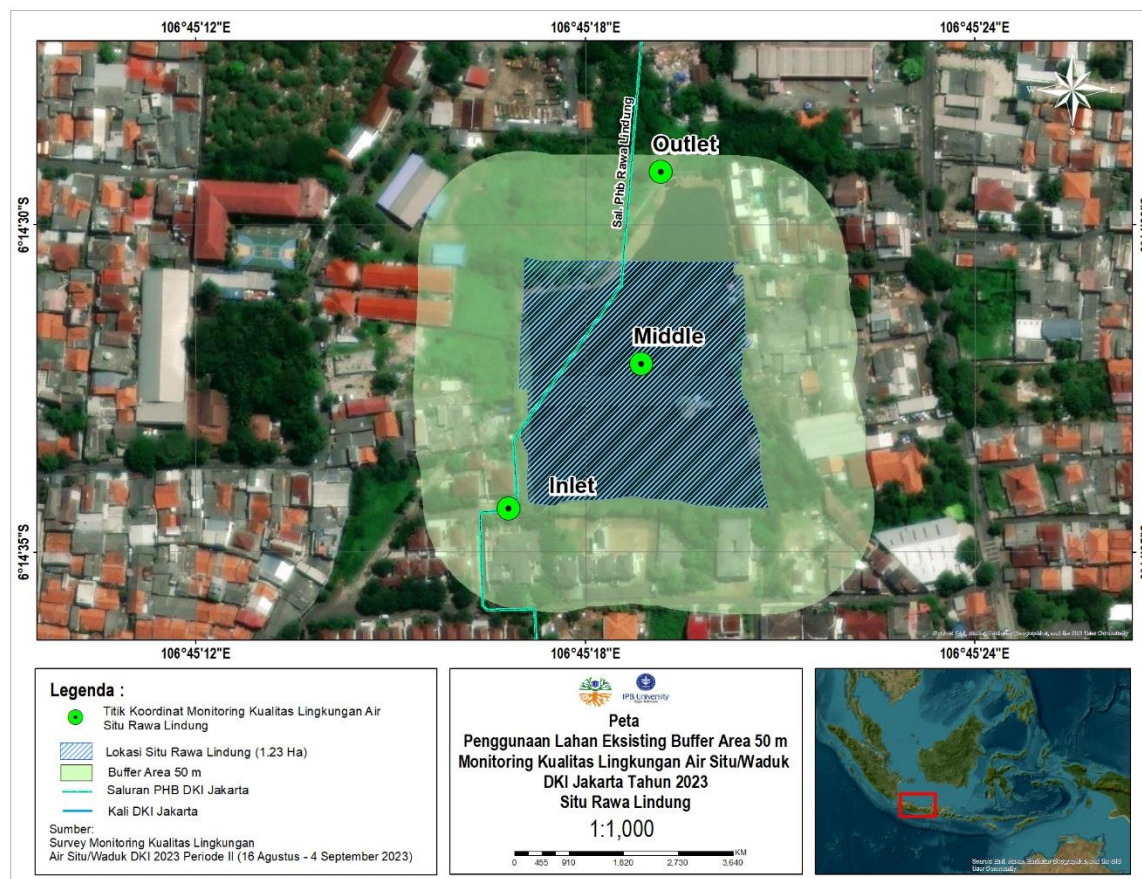 106°45'12"E
106°45'18"E
106°45'24"E
Outlet
Sal. Phb Rawa Lindung
6°14'30"S
Middle
Inlet
6°14'35"S
106°45'12"E
106°45'18"E
106°45'24"E
Legenda :
Titik Koordinat Monitoring Kualitas Lingkungan Air
Situ Rawa Lindung
Lokasi Situ Rawa Lindung (1.23 Ha)
Buffer Area 50 m
Saluran PHB DKI Jakarta
Kali DKI Jakarta
Sumber:
Survey Monitoring Kualitas Lingkungan
Air Situ/Waduk DKI 2023 Periode II (16 Agustus - 4 September 2023)
IPB University
Peta
Penggunaan Lahan Eksisting Buffer Area 50 m
Monitoring Kualitas Lingkungan Air Situ/Waduk
DKI Jakarta Tahun 2023
Situ Rawa Lindung
1:1,000
KM
0 455 910 1,820 2,730 3,640